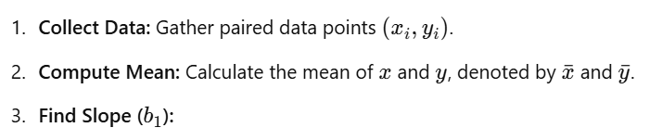 1. Collect Data: Gather paired data points (xᵢ, yᵢ).
2. Compute Mean: Calculate the mean of x and y, denoted by x̄ and ȳ.
3. Find Slope (b₁):